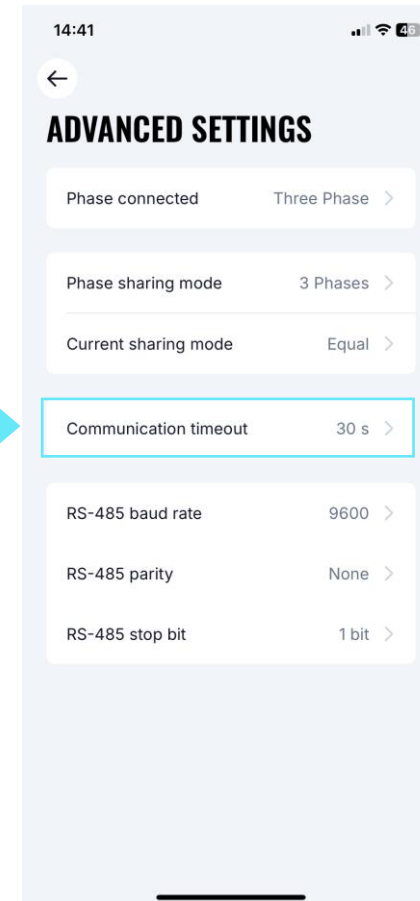 14:41
46
ADVANCED SETTINGS
Phase connected Three Phase
Phase sharing mode 3 Phases
Current sharing mode Equal
Communication timeout 30 s
RS-485 baud rate 9600
RS-485 parity None
RS-485 stop bit 1 bit